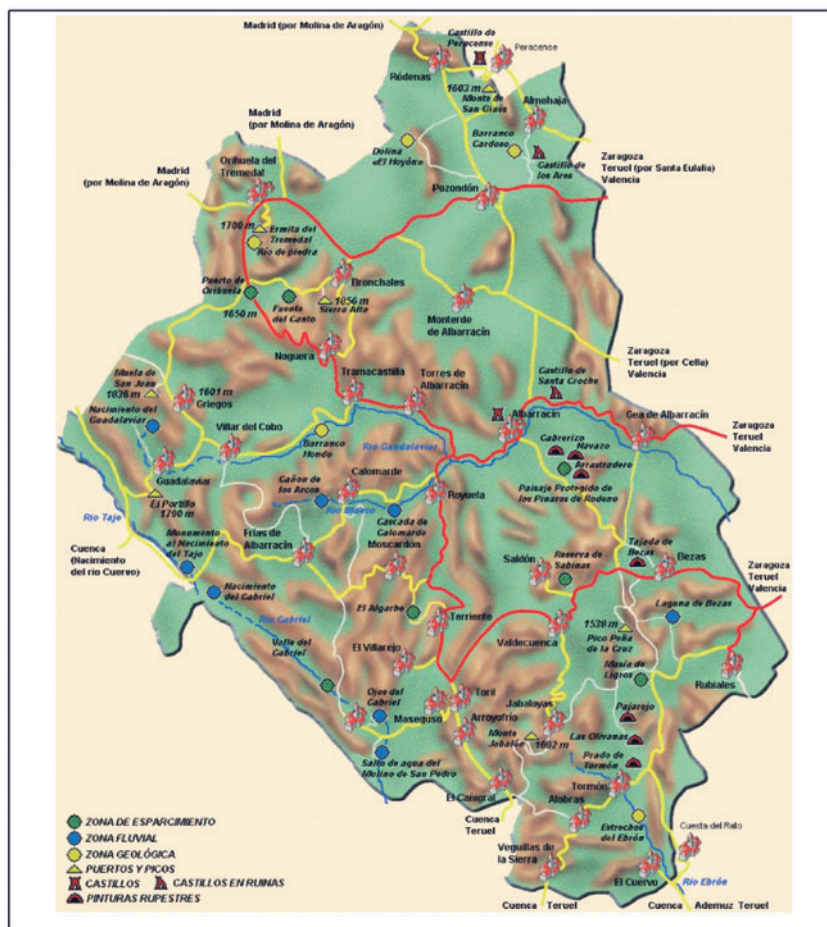 Madrid (por Molina de Aragón)
Castillo de
Peracense
Peracense
Ródenas
1603 m
Monte de
San Ginés
Almohaja
Madrid
(por Molina de Aragón)
Barranco
Cardoso
Dolina
«El Hoyón»
Castillo de
los Ares
Zaragoza
Teruel (por Santa Eulalia)
Valencia
Madrid
(por Molina de Aragón)
Orihuela del
Tremedal
Pozondón
1700 m
Ermita del
Tremedal
Río de piedra
Bronchales
Puerto de
Orihuela
1650 m
Fuente
del Canto
1856 m
Sierra Alta
Monterde
de Albarracín
Noguera
Zaragoza
Teruel (por Cella)
Valencia
Muela de
San Juan
1836 m
1601 m
Griegos
Tramacastilla
Torres de
Albarracín
Castillo de
Santa Croche
Nacimiento del
Guadalaviar
Villar del Cobo
Barranco
Hondo
Río Guadalaviar
Albarracín
Gea de Albarracín
Zaragoza
Teruel
Valencia
Cabrerizo
Navazo
Arrastradero
Guadalaviar
Cañon de
los Arcos
Calomarde
Paisaje Protegido de
los Pinares de Rodeno
El Portillo
1790 m
Río Blanco
Royuela
Río Tajo
Cascada de
Calomarde
Cuenca
(Nacimiento
del río Cuervo)
Monumento
al Nacimiento
del Tajo
Frías de
Albarracín
Moscardón
Saldón
Reserva de
Sabinas
Tajada de
Bezas
Bezas
Zaragoza
Teruel
Valencia
Nacimiento
del Gabriel
El Algarbe
Río Gabriel
Terriente
Valdecuenca
1538 m
Pico Peña
de la Cruz
Laguna de Bezas
Valle del
Gabriel
El Villarejo
Masía de
Ligros
Rubiales
Ojos del
Gabriel
Masegoso
Toril
Arroyofrío
Jabaloyas
Pajarejo
Monte
Jabalón
1692 m
Las Olivanas
Salto de agua del
Molino de San Pedro
Prado de
Tormón
El Cañigral
Tormón
Alobras
Cuenca
Teruel
Estrechos
del Ebrón
Cuesta del Rato
Veguillas de
la Sierra
El Cuervo
Río Ebrón
Cuenca Teruel
Cuenca Ademuz Teruel
ZONA DE ESPARCIMIENTO
ZONA FLUVIAL
ZONA GEOLÓGICA
PUERTOS Y PICOS
CASTILLOS CASTILLOS EN RUINAS
PINTURAS RUPESTRES